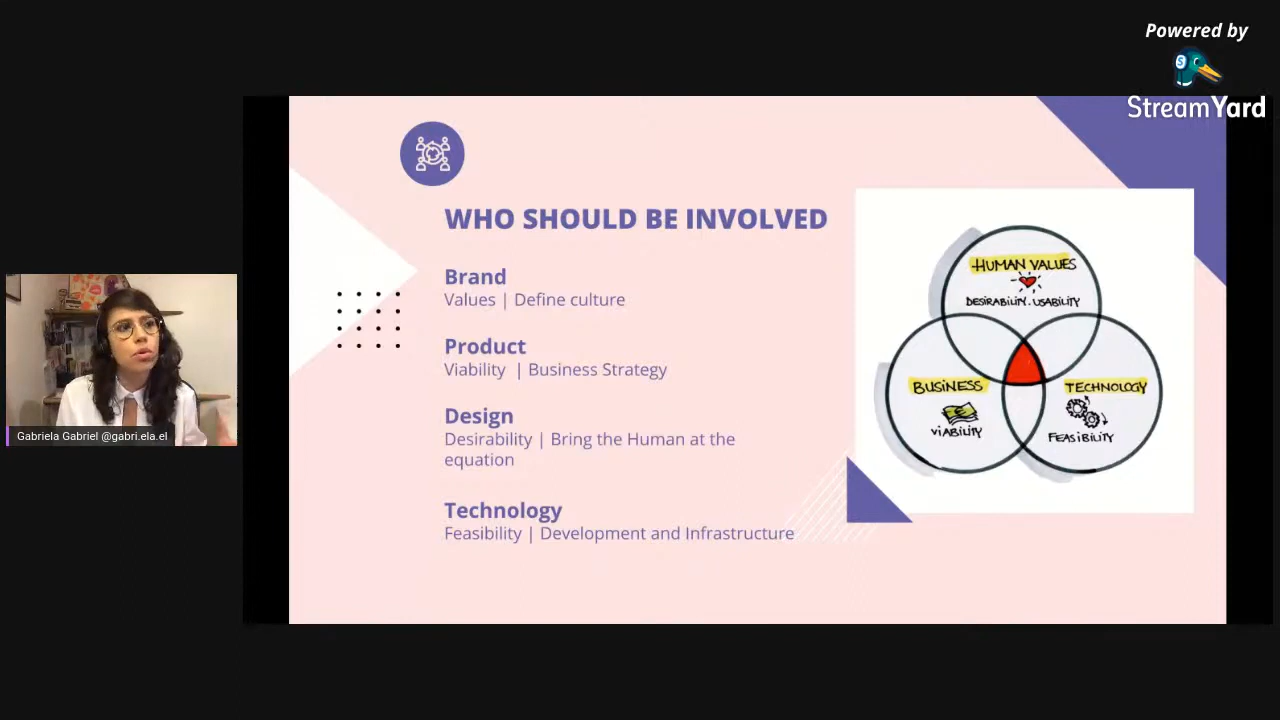 Powered by
StreamYard
WHO SHOULD BE INVOLVED
Brand
Values | Define culture
Product
Viability | Business Strategy
Design
Desirability | Bring the Human at the
equation
Technology
Feasibility | Development and Infrastructure
HUMAN VALUES
DESIRABILITY. USABILITY
BUSINESS
VIABILITY
TECHNOLOGY
FEASIBILITY
Gabriela Gabriel @gabri.ela.el